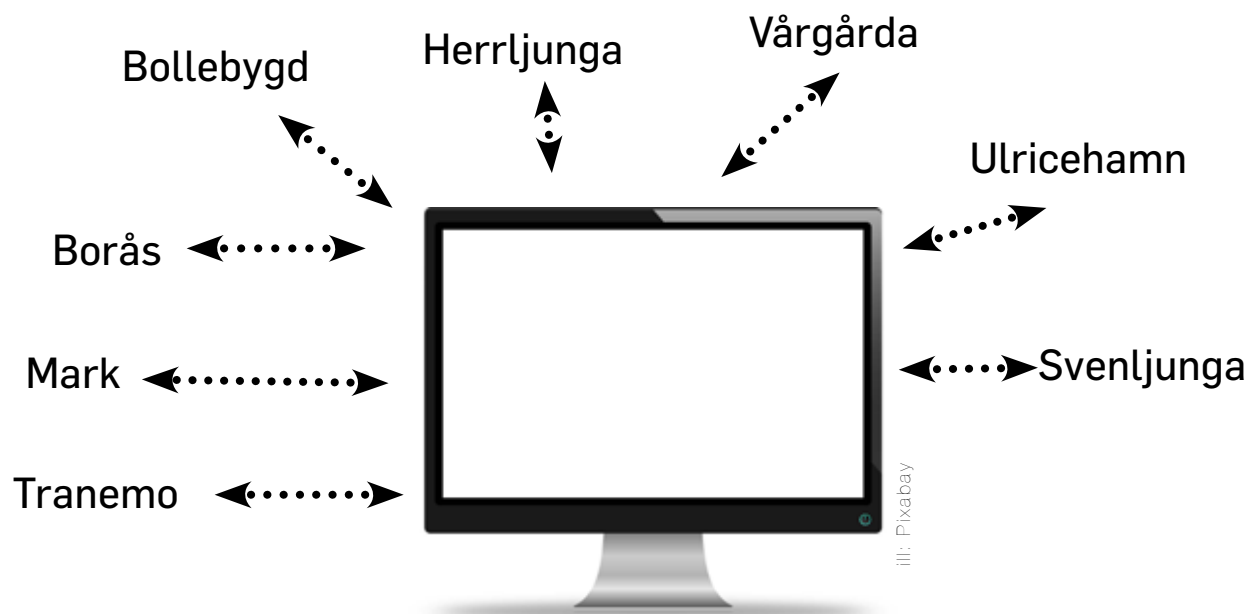 Vårgårda
Herrljunga
Bollebygd
Ulricehamn
Borås
Svenljunga
Mark
Tranemo
ill: Pixabay